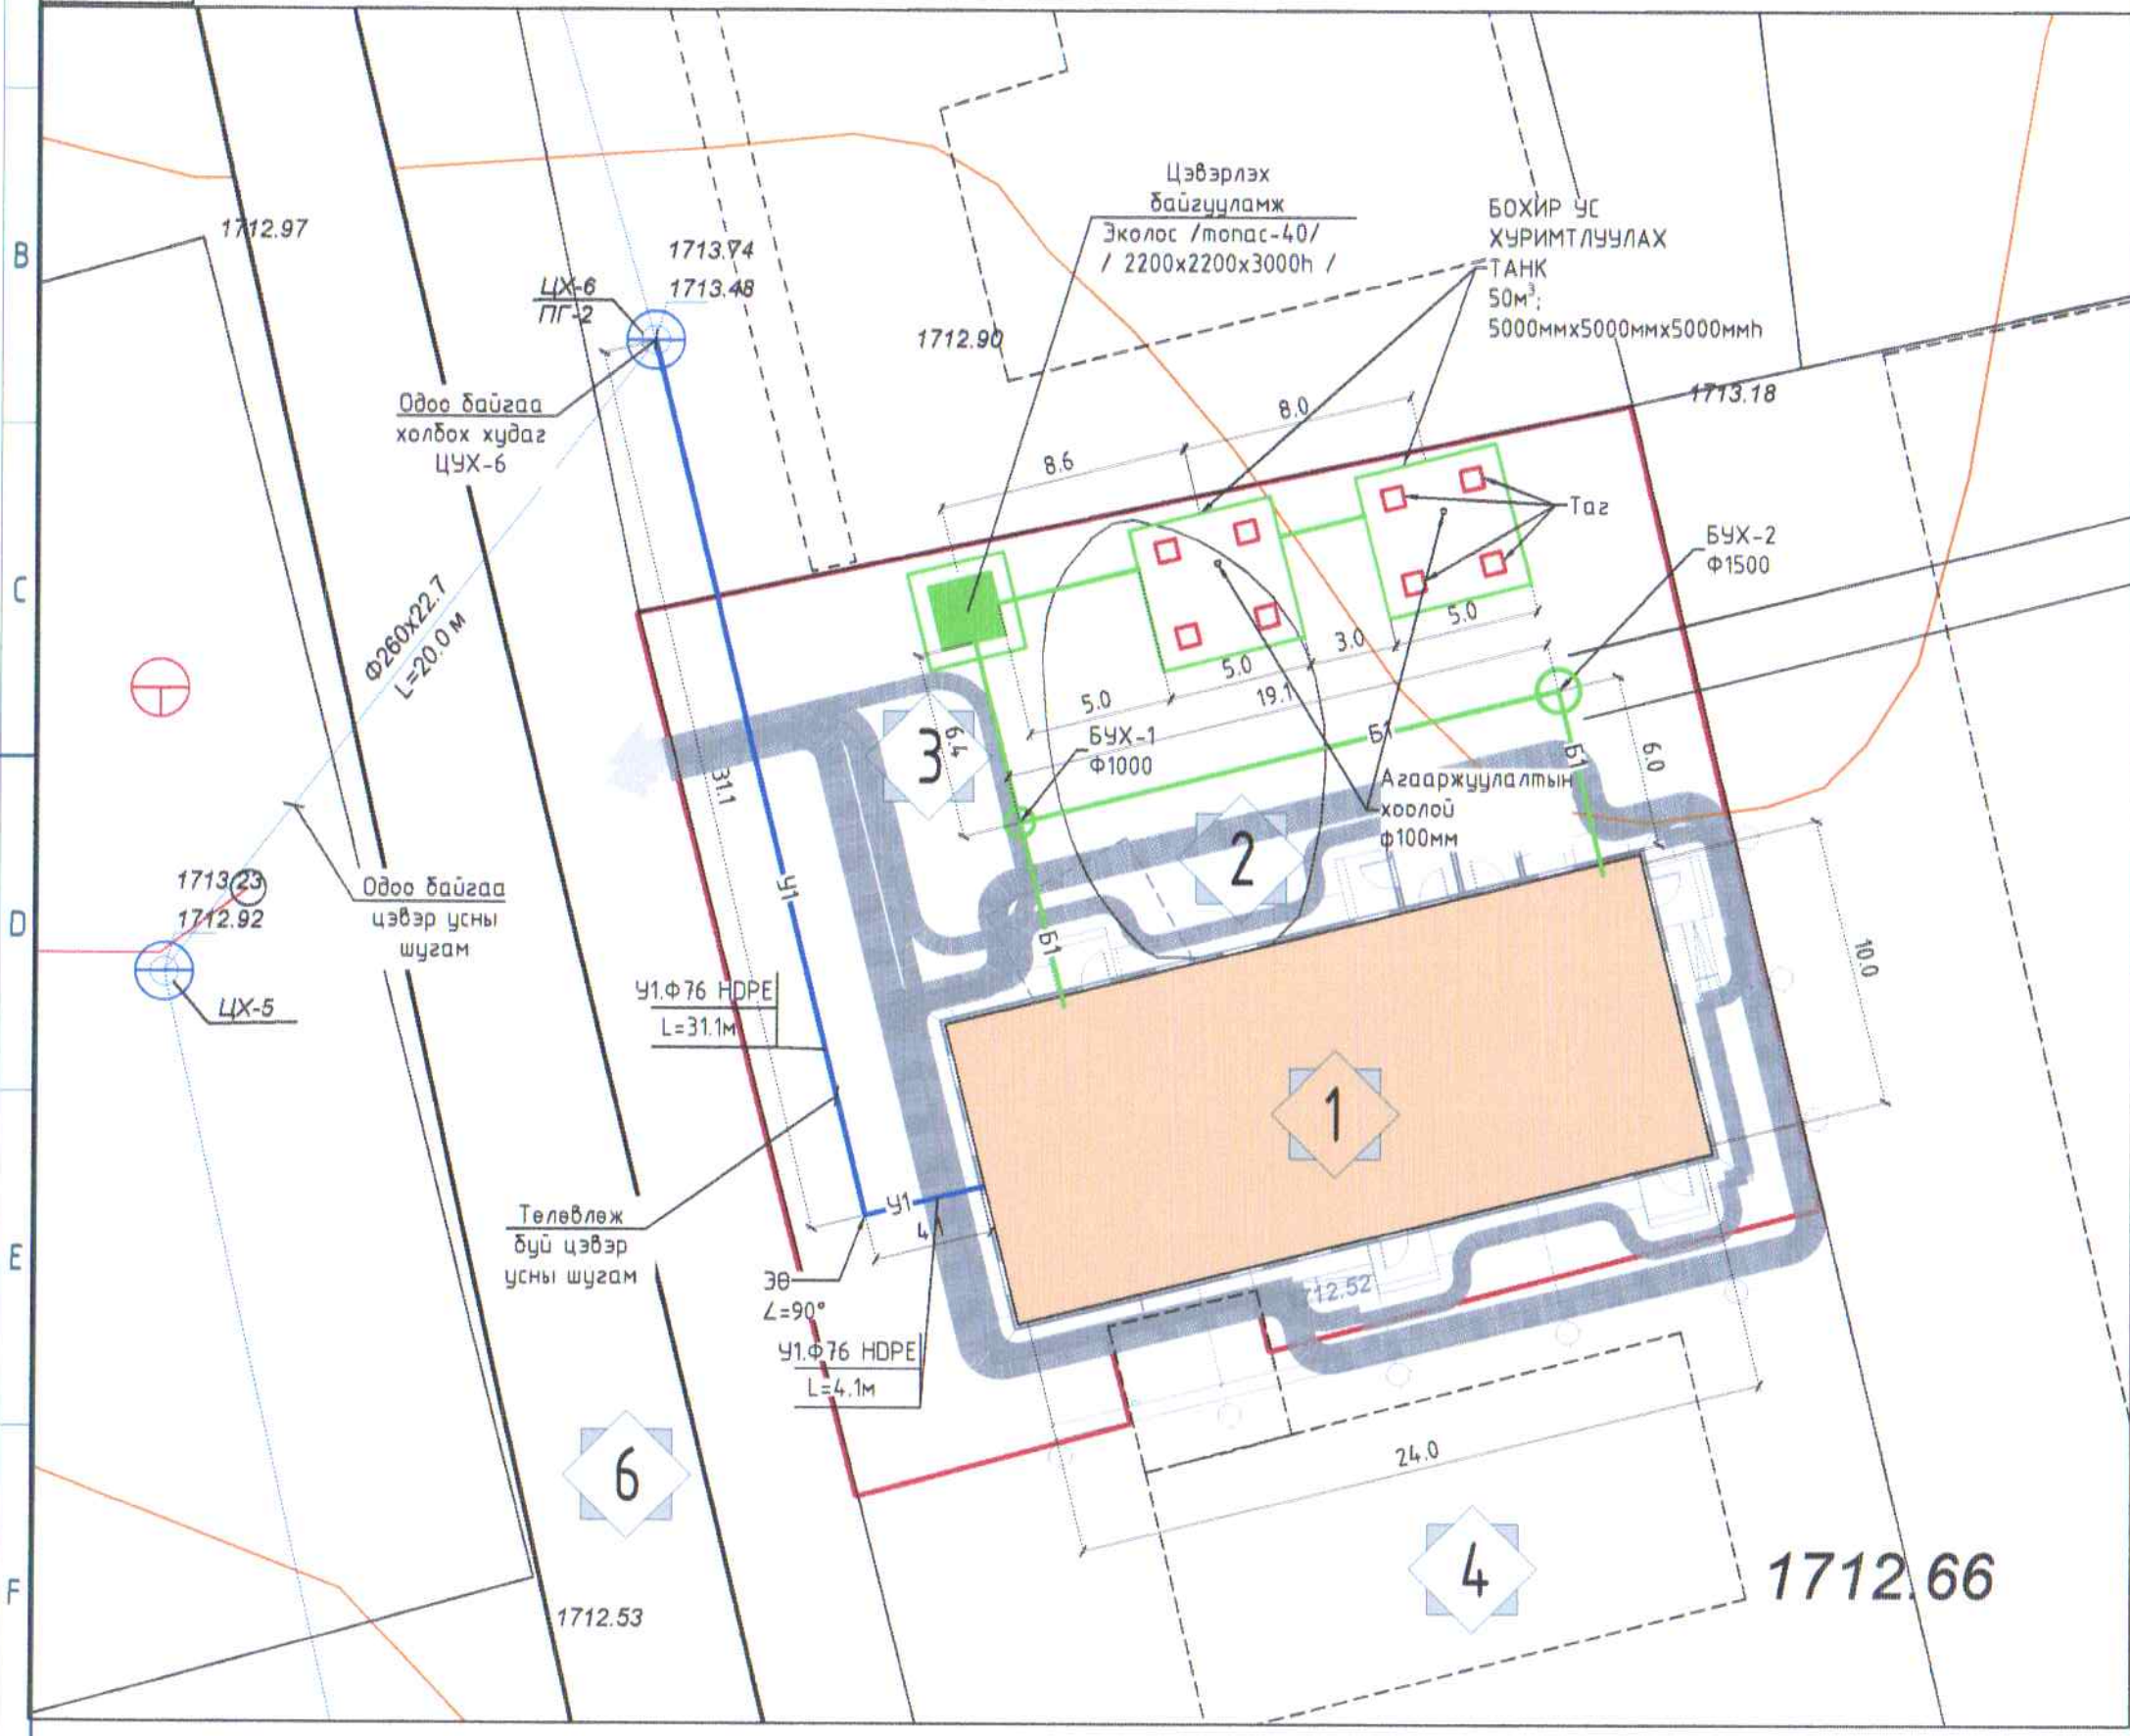 B
C
D
E
F
1712.97
1713.74
1713.48
ЦХ-6
ПГ-2
Одоо байгаа
холбох худаг
ЦУХ-6
Цэвэрлэх
байгууламж
Эколос /топас-40/
/ 2200x2200x3000h /
БОХИР УС
ХУРИМТЛУУЛАХ
ТАНК
50м³;
5000ммx5000ммx5000ммh
1712.90
1713.18
8.0
8.6
Таг
БУХ-2
Ф1500
5.0
3.0
5.0
5.0
19.1
6.4
6.0
Ф260x22.7
L=20.0 м
3
БУХ-1
Ф1000
Б1
Б1
Б1
Агааржуулалтын
хоолой
ф100мм
2
31.1
У1
1713.23
1712.92
ЦХ-5
Одоо байгаа
цэвэр усны
шугам
10.0
У1.Ф76 HDPE
L=31.1м
1
Төлөвлөж
буй цэвэр
усны шугам
У1
ЭӨ
∠=90°
У1.Ф76 HDPE
L=4.1м
712.52
24.0
6
4
1712.66
1712.53